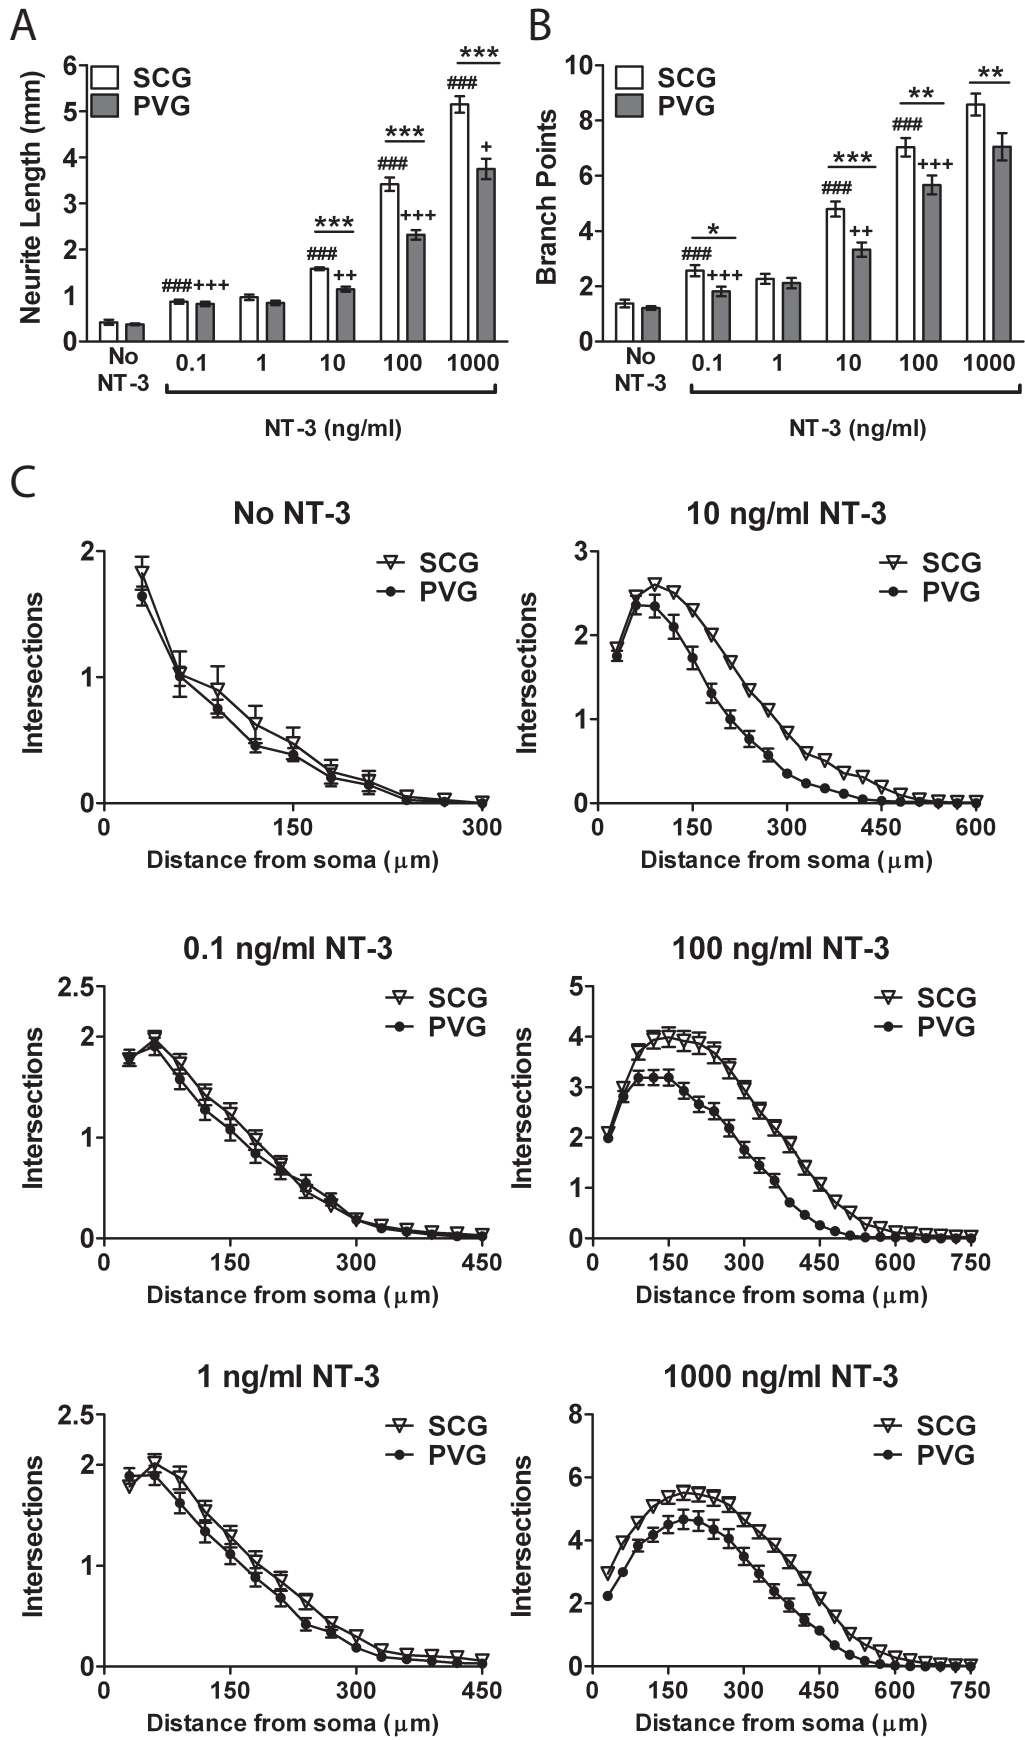 A
Neurite Length (mm)
6
5
4
3
2
1
0
SCG
PVG
###+++
###
++
***
###
+++
***
###
+
***
No NT-3
0.1
1
10
100
1000
NT-3 (ng/ml)
B
Branch Points
10
8
6
4
2
0
SCG
PVG
###
+++
*
###
++
***
###
+++
**
**
No NT-3
0.1
1
10
100
1000
NT-3 (ng/ml)
C
No NT-3
Intersections
2
1
0
SCG
PVG
0 150 300
Distance from soma (μm)
10 ng/ml NT-3
Intersections
3
2
1
0
SCG
PVG
0 150 300 450 600
Distance from soma (μm)
0.1 ng/ml NT-3
Intersections
2.5
2
1
0
SCG
PVG
0 150 300 450
Distance from soma (μm)
100 ng/ml NT-3
Intersections
5
4
3
2
1
0
SCG
PVG
0 150 300 450 600 750
Distance from soma (μm)
1 ng/ml NT-3
Intersections
2.5
2
1
0
SCG
PVG
0 150 300 450
Distance from soma (μm)
1000 ng/ml NT-3
Intersections
8
6
4
2
0
SCG
PVG
0 150 300 450 600 750
Distance from soma (μm)